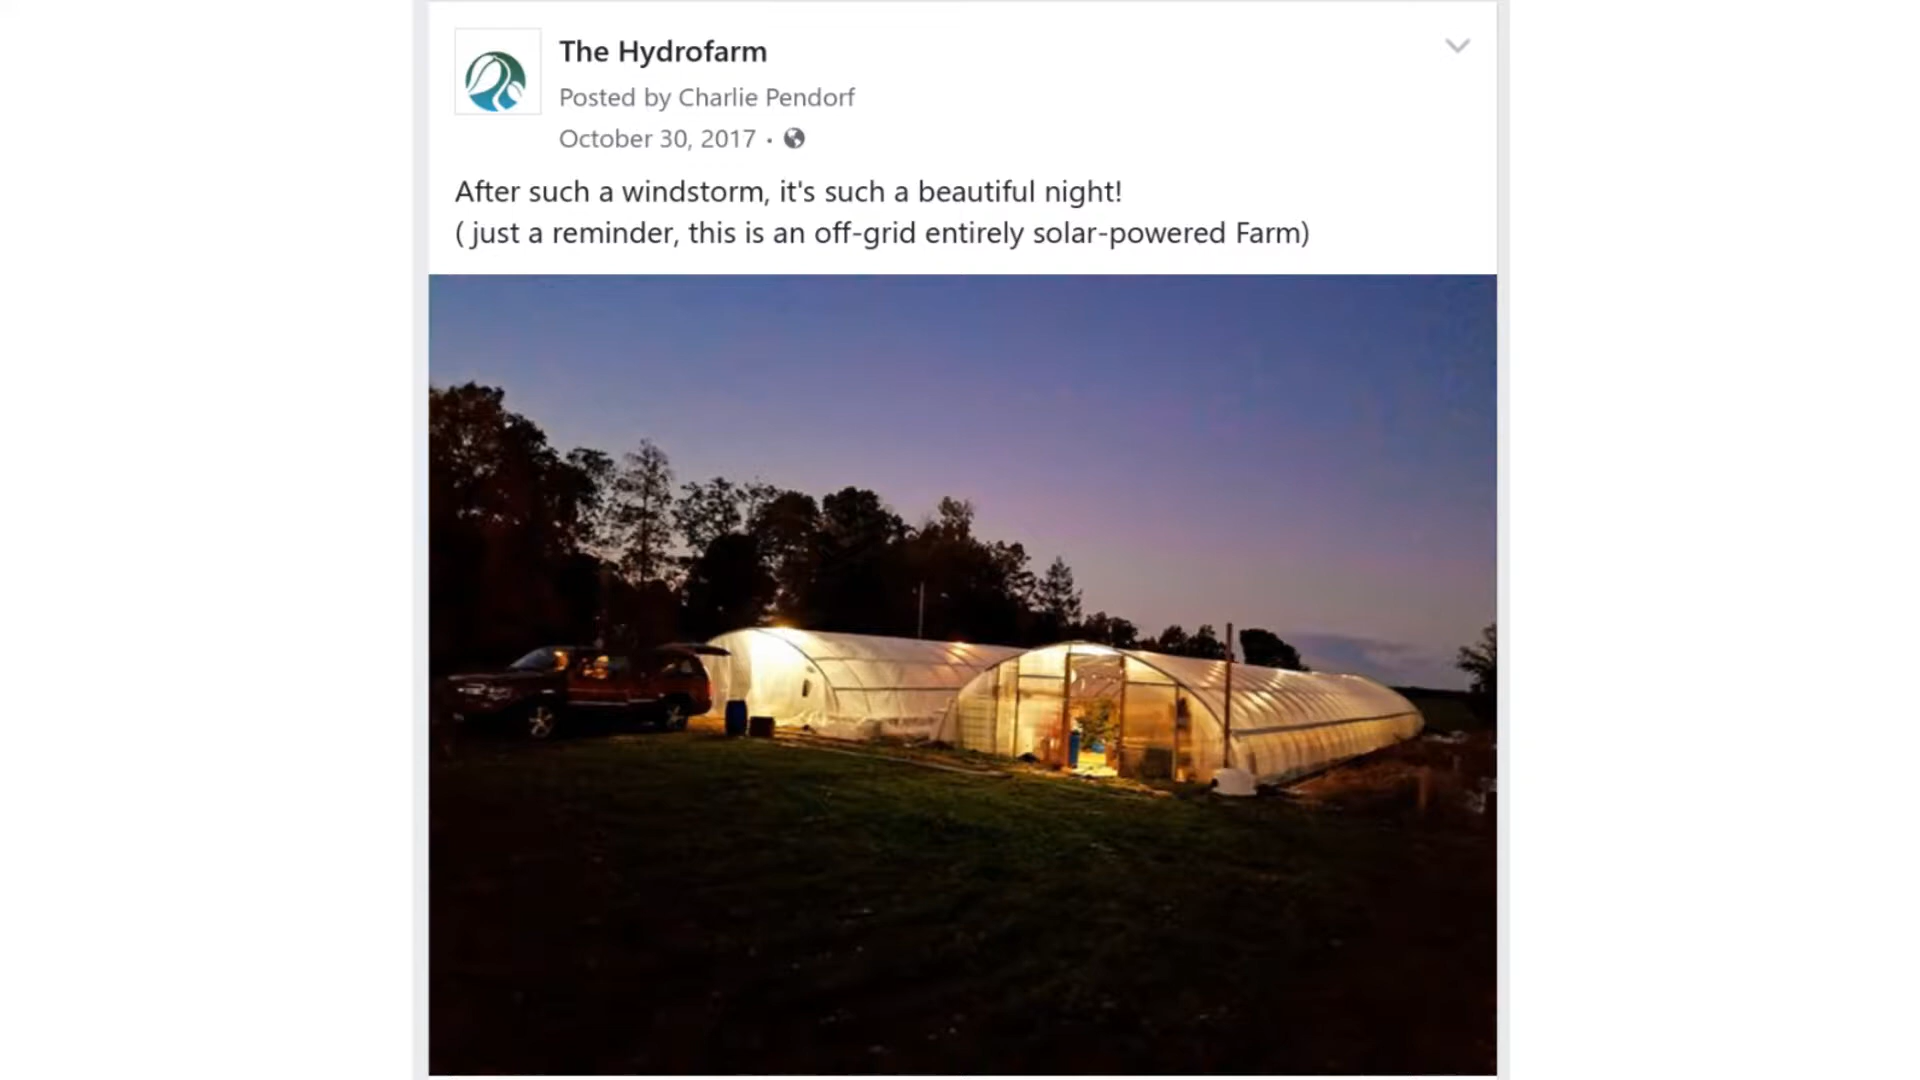 The Hydrofarm
Posted by Charlie Pendorf
October 30, 2017 ·
After such a windstorm, it's such a beautiful night!
( just a reminder, this is an off-grid entirely solar-powered Farm)